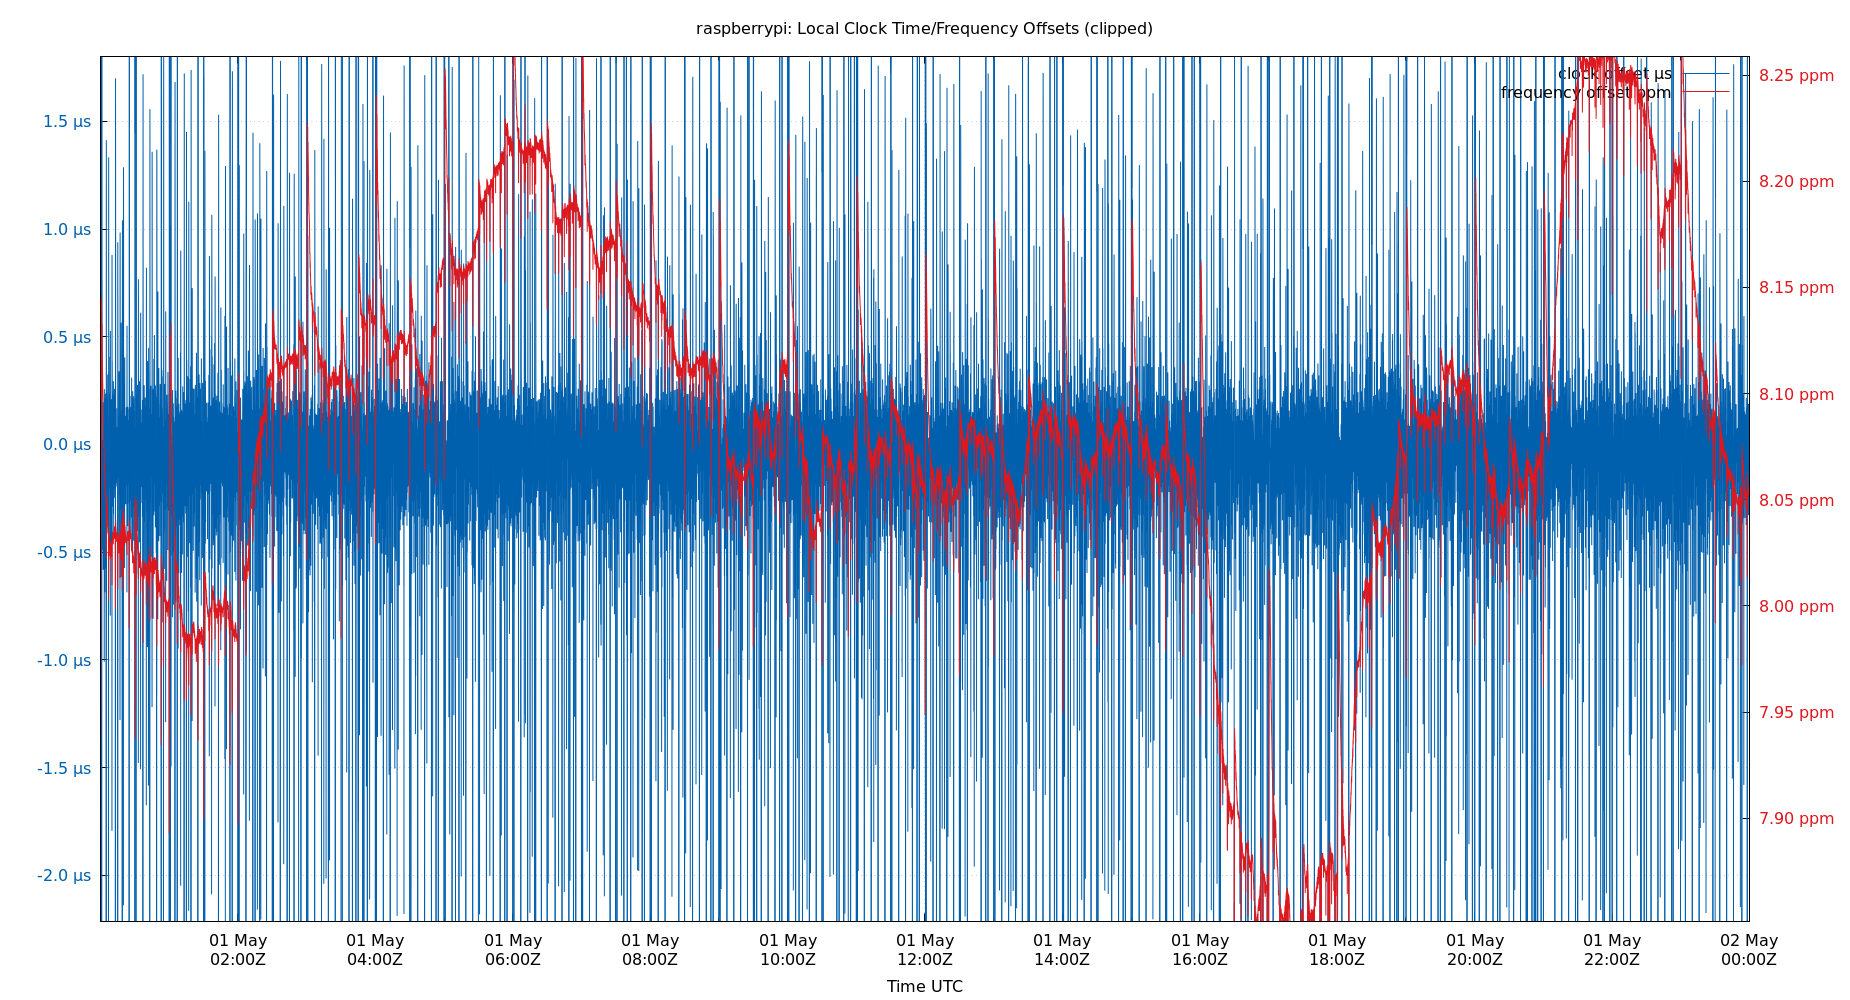 raspberrypi: Local Clock Time/Frequency Offsets (clipped)
clock offset µs
frequency offset ppm
1.5 µs
1.0 µs
0.5 µs
0.0 µs
-0.5 µs
-1.0 µs
-1.5 µs
-2.0 µs
8.25 ppm
8.20 ppm
8.15 ppm
8.10 ppm
8.05 ppm
8.00 ppm
7.95 ppm
7.90 ppm
01 May 01 May 01 May 01 May 01 May 01 May 01 May 01 May 01 May 01 May 01 May 02 May
02:00Z 04:00Z 06:00Z 08:00Z 10:00Z 12:00Z 14:00Z 16:00Z 18:00Z 20:00Z 22:00Z 00:00Z
Time UTC